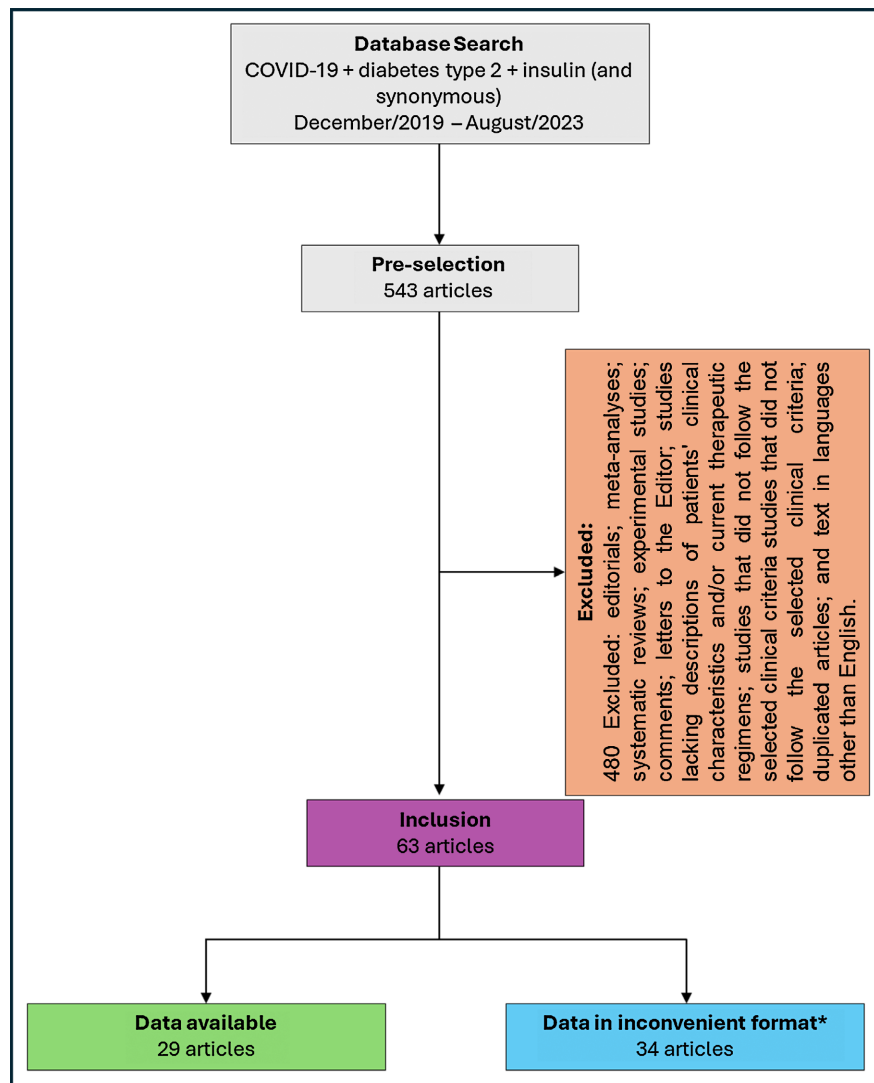 Database Search
COVID-19 + diabetes type 2 + insulin (and
synonymous)
December/2019 – August/2023
Pre-selection
543 articles
Excluded:
480 Excluded: editorials; meta-analyses;
systematic reviews; experimental studies;
comments; letters to the Editor; studies
lacking descriptions of patients' clinical
characteristics and/or current therapeutic
regimens; studies that did not follow the
selected clinical criteria studies that did not
follow the selected clinical criteria;
duplicated articles; and text in languages
other than English.
Inclusion
63 articles
Data available
29 articles
Data in inconvenient format*
34 articles